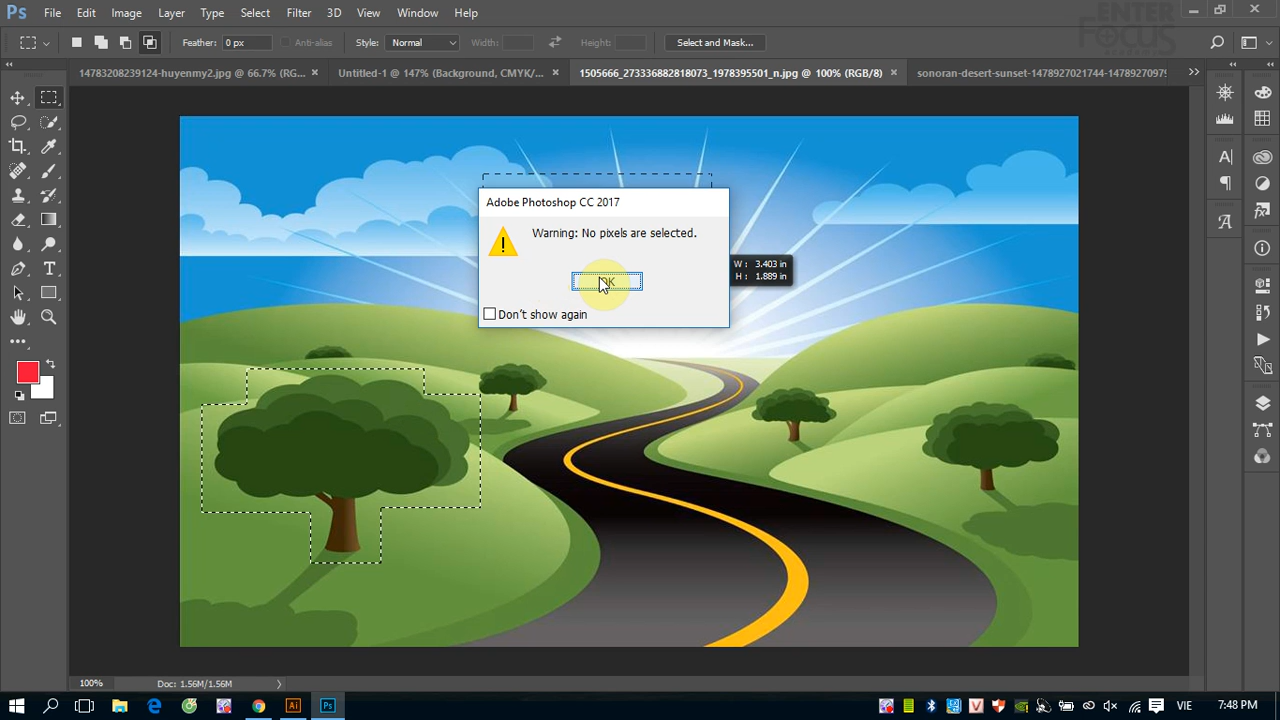 Ps File Edit Image Layer Type Select Filter 3D View Window Help
ENTER
FOCUS
Feather: 0 px Anti-alias Style: Normal Width: Height: Select and Mask...
14783208239124-huyenmy2.jpg @ 66.7% (RG... × Untitled-1 @ 147% (Background, CMYK/... × 1505666_273336882818073_1978395501_n.jpg @ 100% (RGB/8) × sonoran-desert-sunset-1478927021744-1478927097
Adobe Photoshop CC 2017
Warning: No pixels are selected.
OK
Don't show again
W : 3.403 in
H : 1.889 in
100% Doc: 1.56M/1.56M
VIE 7:48 PM